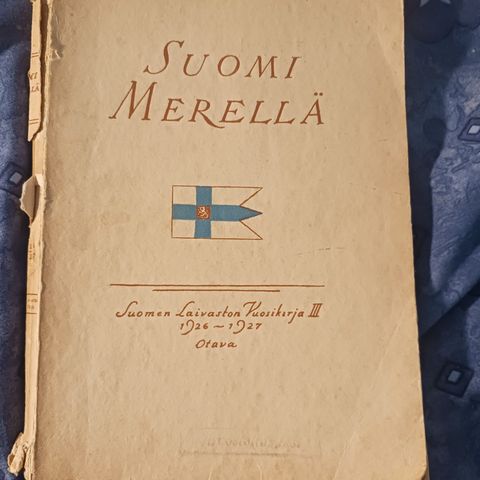 SUOMI
MERELLÄ
Suomen Laivaston Vuosikirja III
1926 ~ 1927
Otava